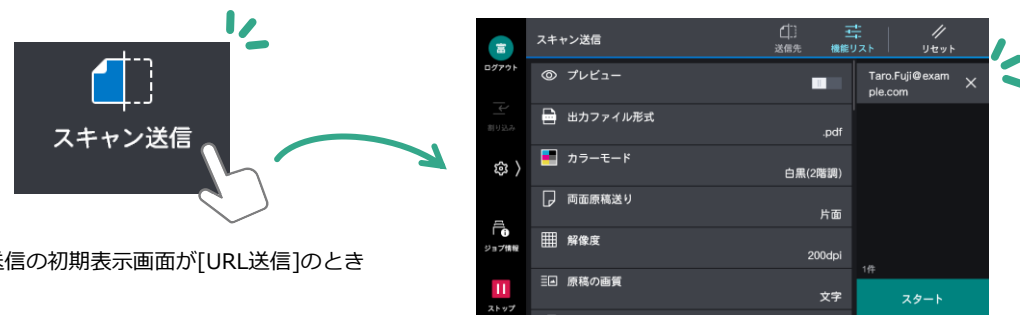 スキャン送信
送信の初期表示画面が[URL送信]のとき
富
ログアウト
割り込み
ジョブ情報
ストップ
スキャン送信
送信先
機能リスト
リセット
プレビュー
出力ファイル形式
.pdf
カラーモード
白黒(2階調)
両面原稿送り
片面
解像度
200dpi
原稿の画質
文字
Taro.Fuji@exam
ple.com
1件
スタート